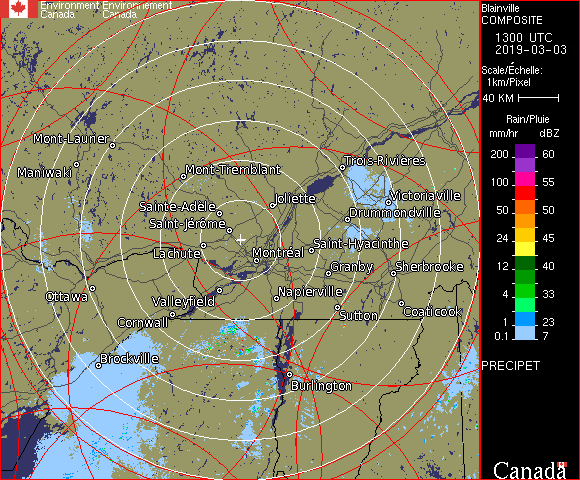 Environment Environnement
Canada Canada
Blainville
COMPOSITE
1300 UTC
2019-03-03
Scale/Échelle:
1km/Pixel
40 KM
Rain/Pluie
mm/hr dBZ
200 60
100 55
50 50
24 45
12 40
4 33
1 23
0.1 7
PRECIPET
Canada
Mont-Laurier
Maniwaki
Mont-Tremblant
Trois-Rivières
Joliette
Victoriaville
Sainte-Adèle
Drummondville
Saint-Jérôme
Lachute
Montréal
Saint-Hyacinthe
Granby
Sherbrooke
Ottawa
Valleyfield
Napierville
Cornwall
Sutton
Coaticook
Brockville
Burlington